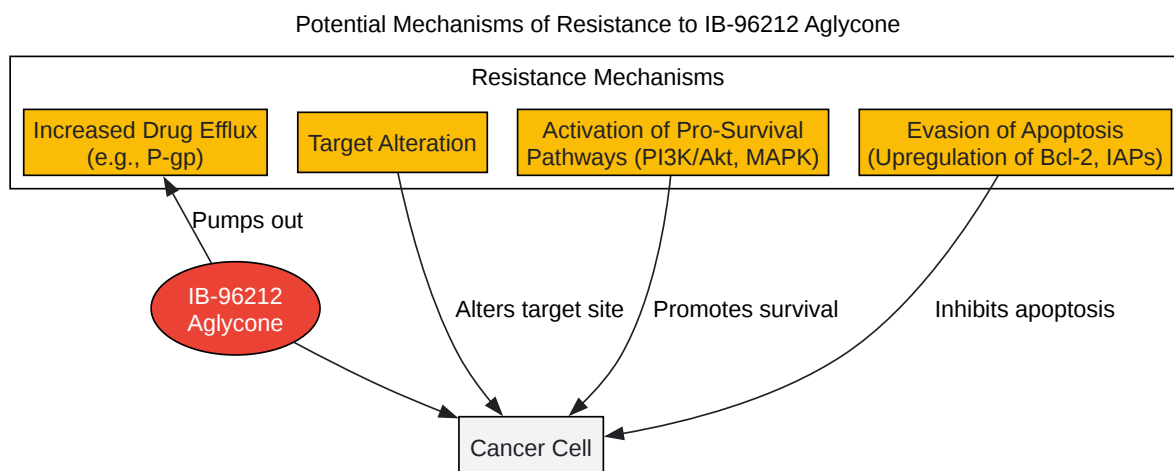 Potential Mechanisms of Resistance to IB-96212 Aglycone
Resistance Mechanisms
Increased Drug Efflux
(e.g., P-gp)
Target Alteration
Activation of Pro-Survival
Pathways (PI3K/Akt, MAPK)
Evasion of Apoptosis
(Upregulation of Bcl-2, IAPs)
Pumps out
IB-96212
Aglycone
Alters target site
Promotes survival
Inhibits apoptosis
Cancer Cell